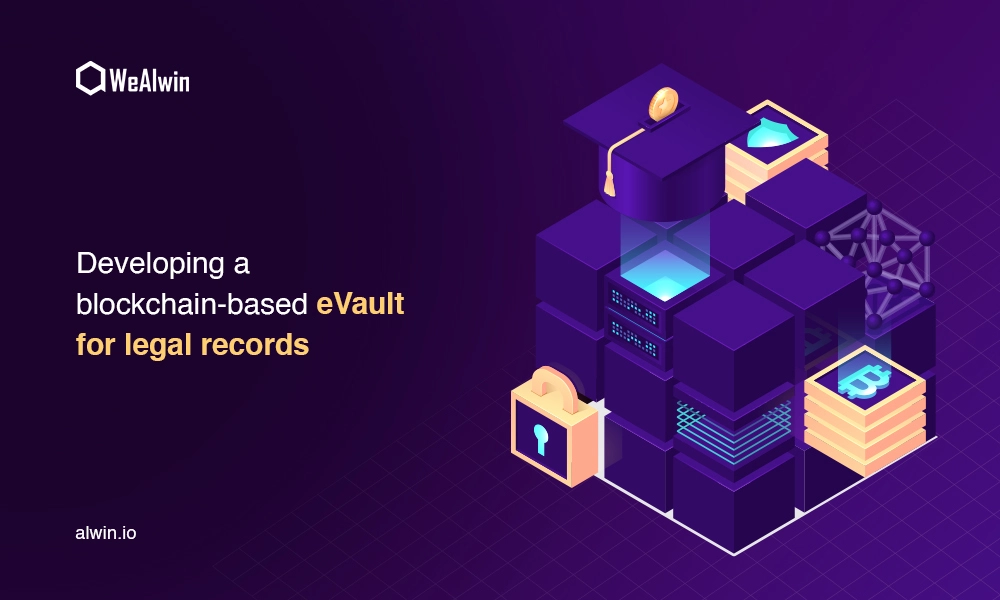 WeAlwin
Developing a
blockchain-based eVault
for legal records
alwin.io